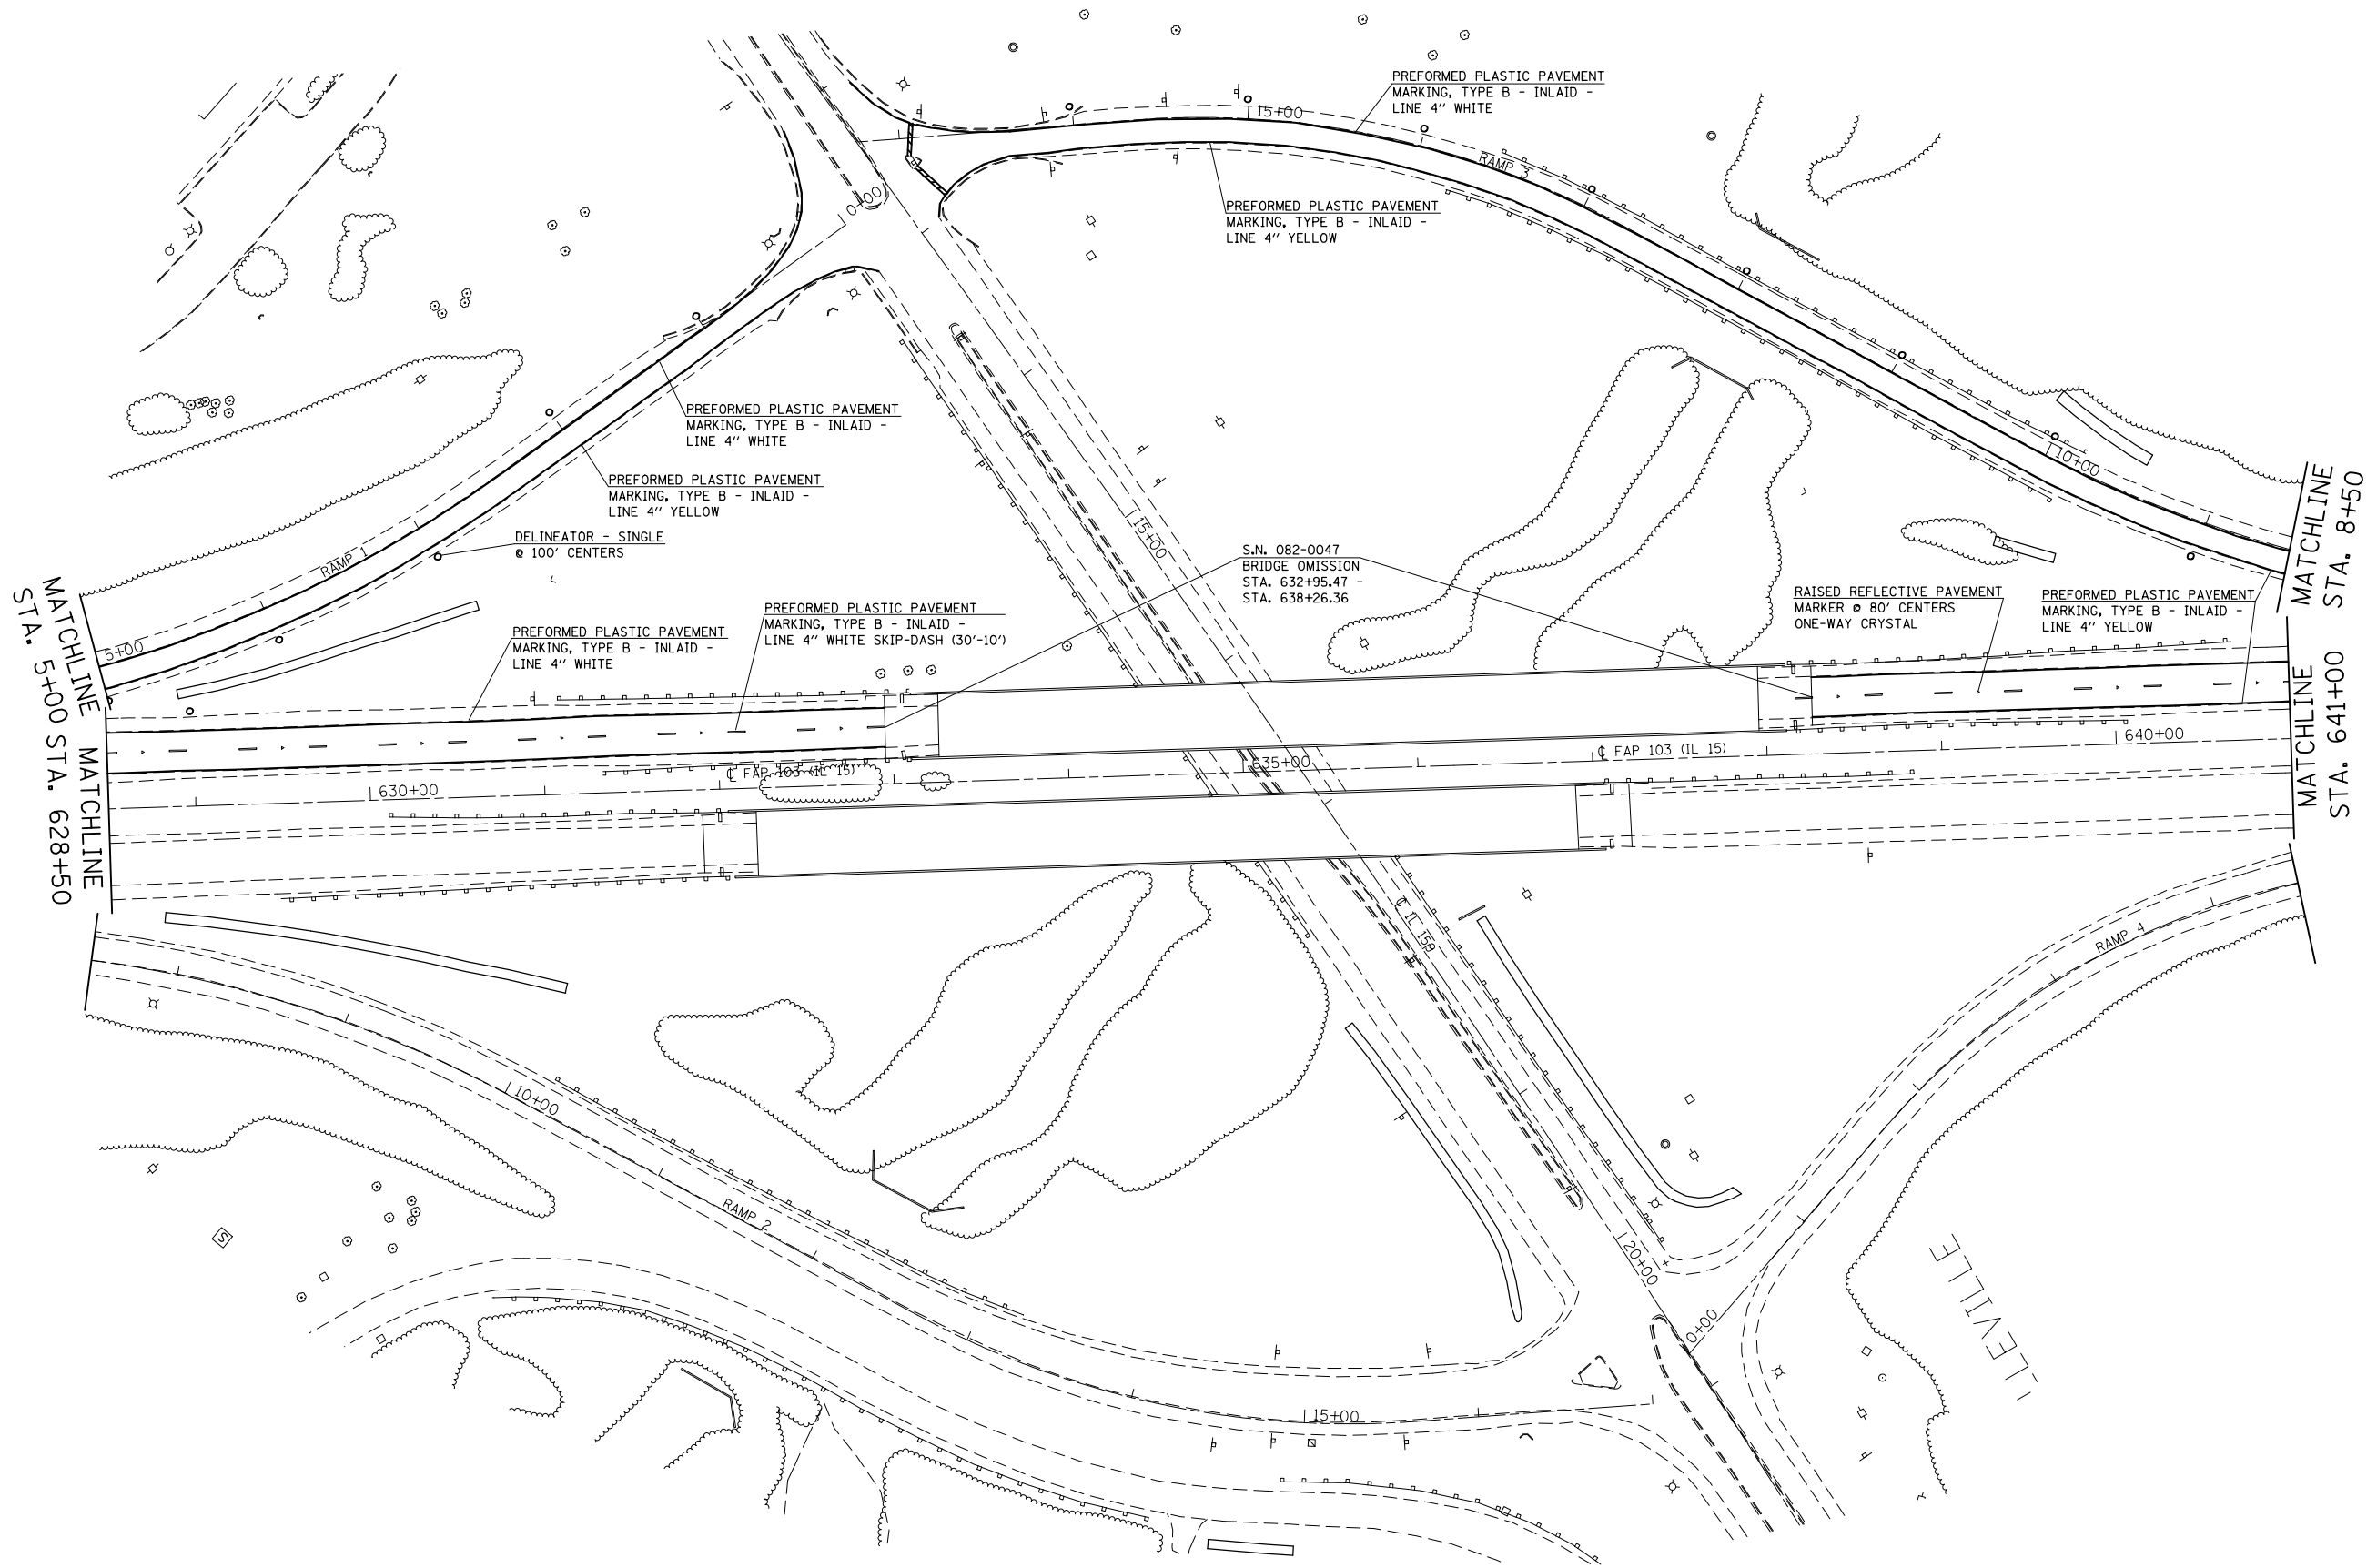 PREFORMED PLASTIC PAVEMENT
MARKING, TYPE B - INLAID -
LINE 4" WHITE
15+00
RAMP 3
PREFORMED PLASTIC PAVEMENT
MARKING, TYPE B - INLAID -
LINE 4" YELLOW
0+00
PREFORMED PLASTIC PAVEMENT
MARKING, TYPE B - INLAID -
LINE 4" WHITE
PREFORMED PLASTIC PAVEMENT
MARKING, TYPE B - INLAID -
LINE 4" YELLOW
DELINEATOR - SINGLE
@ 100' CENTERS
RAMP 1
5+00
15+00
10+00
MATCHLINE
STA. 8+50
S.N. 082-0047
BRIDGE OMISSION
STA. 632+95.47 -
STA. 638+26.36
RAISED REFLECTIVE PAVEMENT
MARKER @ 80' CENTERS
ONE-WAY CRYSTAL
PREFORMED PLASTIC PAVEMENT
MARKING, TYPE B - INLAID -
LINE 4" YELLOW
PREFORMED PLASTIC PAVEMENT
MARKING, TYPE B - INLAID -
LINE 4" WHITE SKIP-DASH (30'-10')
PREFORMED PLASTIC PAVEMENT
MARKING, TYPE B - INLAID -
LINE 4" WHITE
MATCHLINE
STA. 5+00
MATCHLINE
STA. 628+50
MATCHLINE
STA. 641+00
℄ FAP 103 (IL 15)
℄ FAP 103 (IL 15)
630+00
635+00
640+00
℄ IL 159
RAMP 4
10+00
RAMP 2
S
20+00
0+00
15+00
LEVILLE